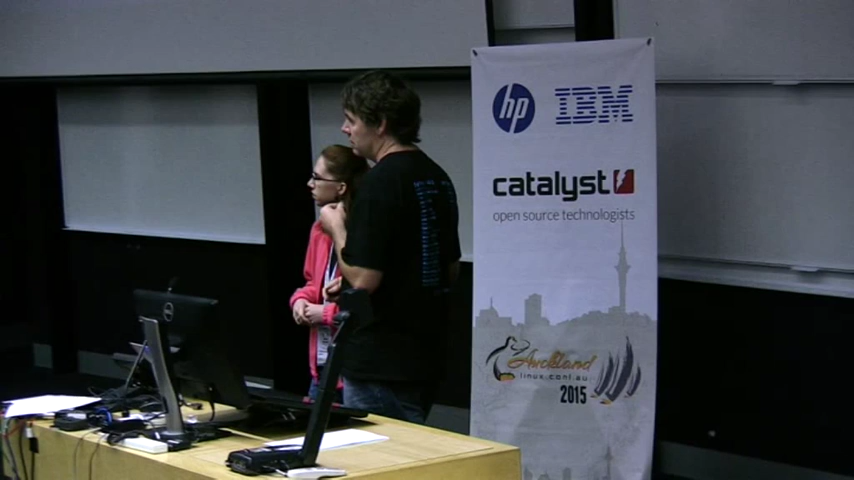 hp
IBM
catalyst
open source technologists
Auckland
linux.conf.au
2015